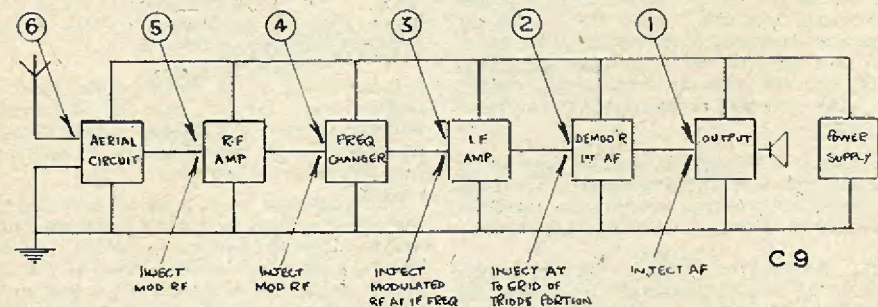 6
5
4
3
2
1
AERIAL
CIRCUIT
R-F
AMP
FREQ
CHANGER
I.F
AMP.
DEMOD'R
1ST AF
OUTPUT
POWER
SUPPLY
INJECT
MOD RF
INJECT
MOD RF
INJECT
MODULATED
RF AT IF FREQ
INJECT AT
TO GRID OF
TRIODE PORTION
INJECT AF
C9